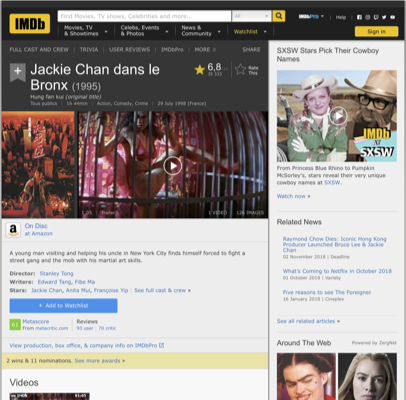 IMDb
Find Movies, TV shows, Celebrities and more...
All
Movies, TV
& Showtimes
Celebs, Events
& Photos
News &
Community
Watchlist
IMDbPro
Help
Sign in
FULL CAST AND CREW | TRIVIA | USER REVIEWS | IMDbPro | MORE
SHARE
Jackie Chan dans le
Bronx (1995)
Hung fan kui (original title)
Tous publics | 1h 44min | Action, Comedy, Crime | 29 July 1998 (France)
6,8
Rate
This
1 VIDEO
126 IMAGES
On Disc
at Amazon
A young man visiting and helping his uncle in New York City finds himself forced to fight a
street gang and the mob with his martial art skills.
Director: Stanley Tong
Writers: Edward Tang, Fibe Ma
Stars: Jackie Chan, Anita Mui, Françoise Yip | See full cast & crew »
+ Add to Watchlist
61
Metascore
From metacritic.com
Reviews
93 user | 70 critic
View production, box office, & company info on IMDbPro
2 wins & 11 nominations. See more awards »
Videos
SXSW Stars Pick Their Cowboy
Names
IMDb
AT
SXSW
From Princess Blue Rhino to Pumpkin
McSorley's, stars reveal their very unique
cowboy names at SXSW.
Watch now »
Related News
Raymond Chow Dies: Iconic Hong Kong
Producer Launched Bruce Lee & Jackie
Chan
02 November 2018 | Deadline
What's Coming to Netflix in October 2018
01 October 2018 | Variety
Five reasons to see The Foreigner
16 January 2018 | Cineplex
See all related articles »
Around The Web
Powered by ZergNet